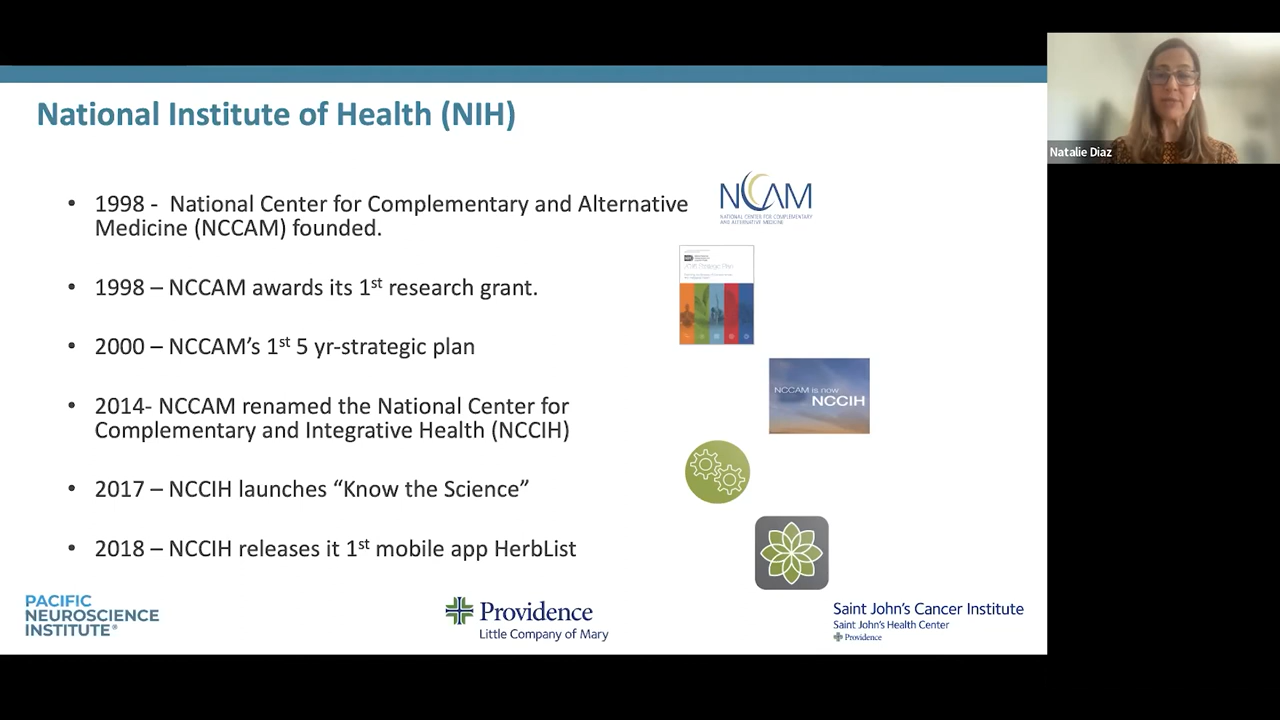 National Institute of Health (NIH)
• 1998 - National Center for Complementary and Alternative
Medicine (NCCAM) founded.
• 1998 – NCCAM awards its 1st research grant.
• 2000 – NCCAM’s 1st 5 yr-strategic plan
• 2014- NCCAM renamed the National Center for
Complementary and Integrative Health (NCCIH)
• 2017 – NCCIH launches “Know the Science”
• 2018 – NCCIH releases it 1st mobile app HerbList
NCCAM
NATIONAL CENTER FOR COMPLEMENTARY
AND ALTERNATIVE MEDICINE
Strategic Plan
NCCAM is now
NCCIH
PACIFIC
NEUROSCIENCE
INSTITUTE®
Providence
Little Company of Mary
Saint John’s Cancer Institute
Saint John’s Health Center
Providence
Natalie Diaz